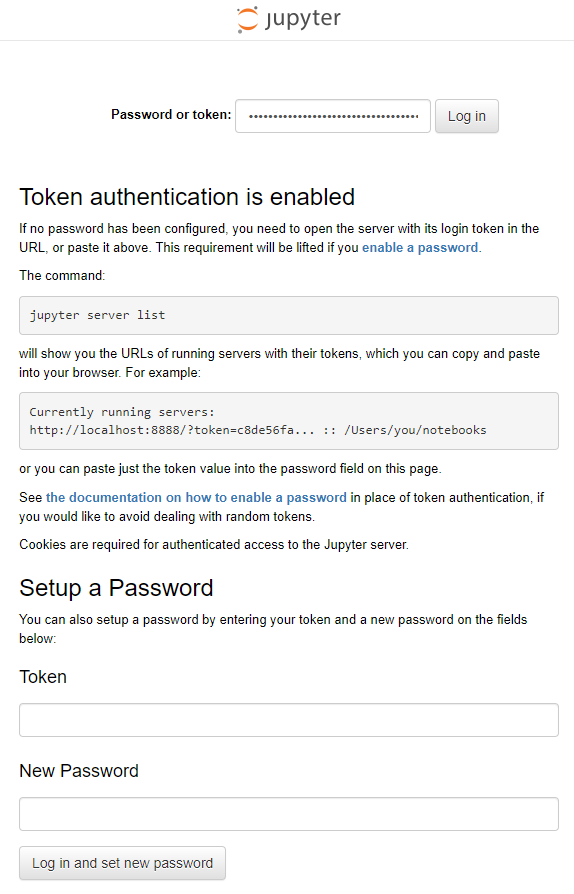 jupyter
Password or token: ••••••••••••••••••••••••••••••••••• Log in
Token authentication is enabled
If no password has been configured, you need to open the server with its login token in the
URL, or paste it above. This requirement will be lifted if you enable a password.
The command:
jupyter server list
will show you the URLs of running servers with their tokens, which you can copy and paste
into your browser. For example:
Currently running servers:
http://localhost:8888/?token=c8de56fa... :: /Users/you/notebooks
or you can paste just the token value into the password field on this page.
See the documentation on how to enable a password in place of token authentication, if
you would like to avoid dealing with random tokens.
Cookies are required for authenticated access to the Jupyter server.
Setup a Password
You can also setup a password by entering your token and a new password on the fields
below:
Token
New Password
Log in and set new password